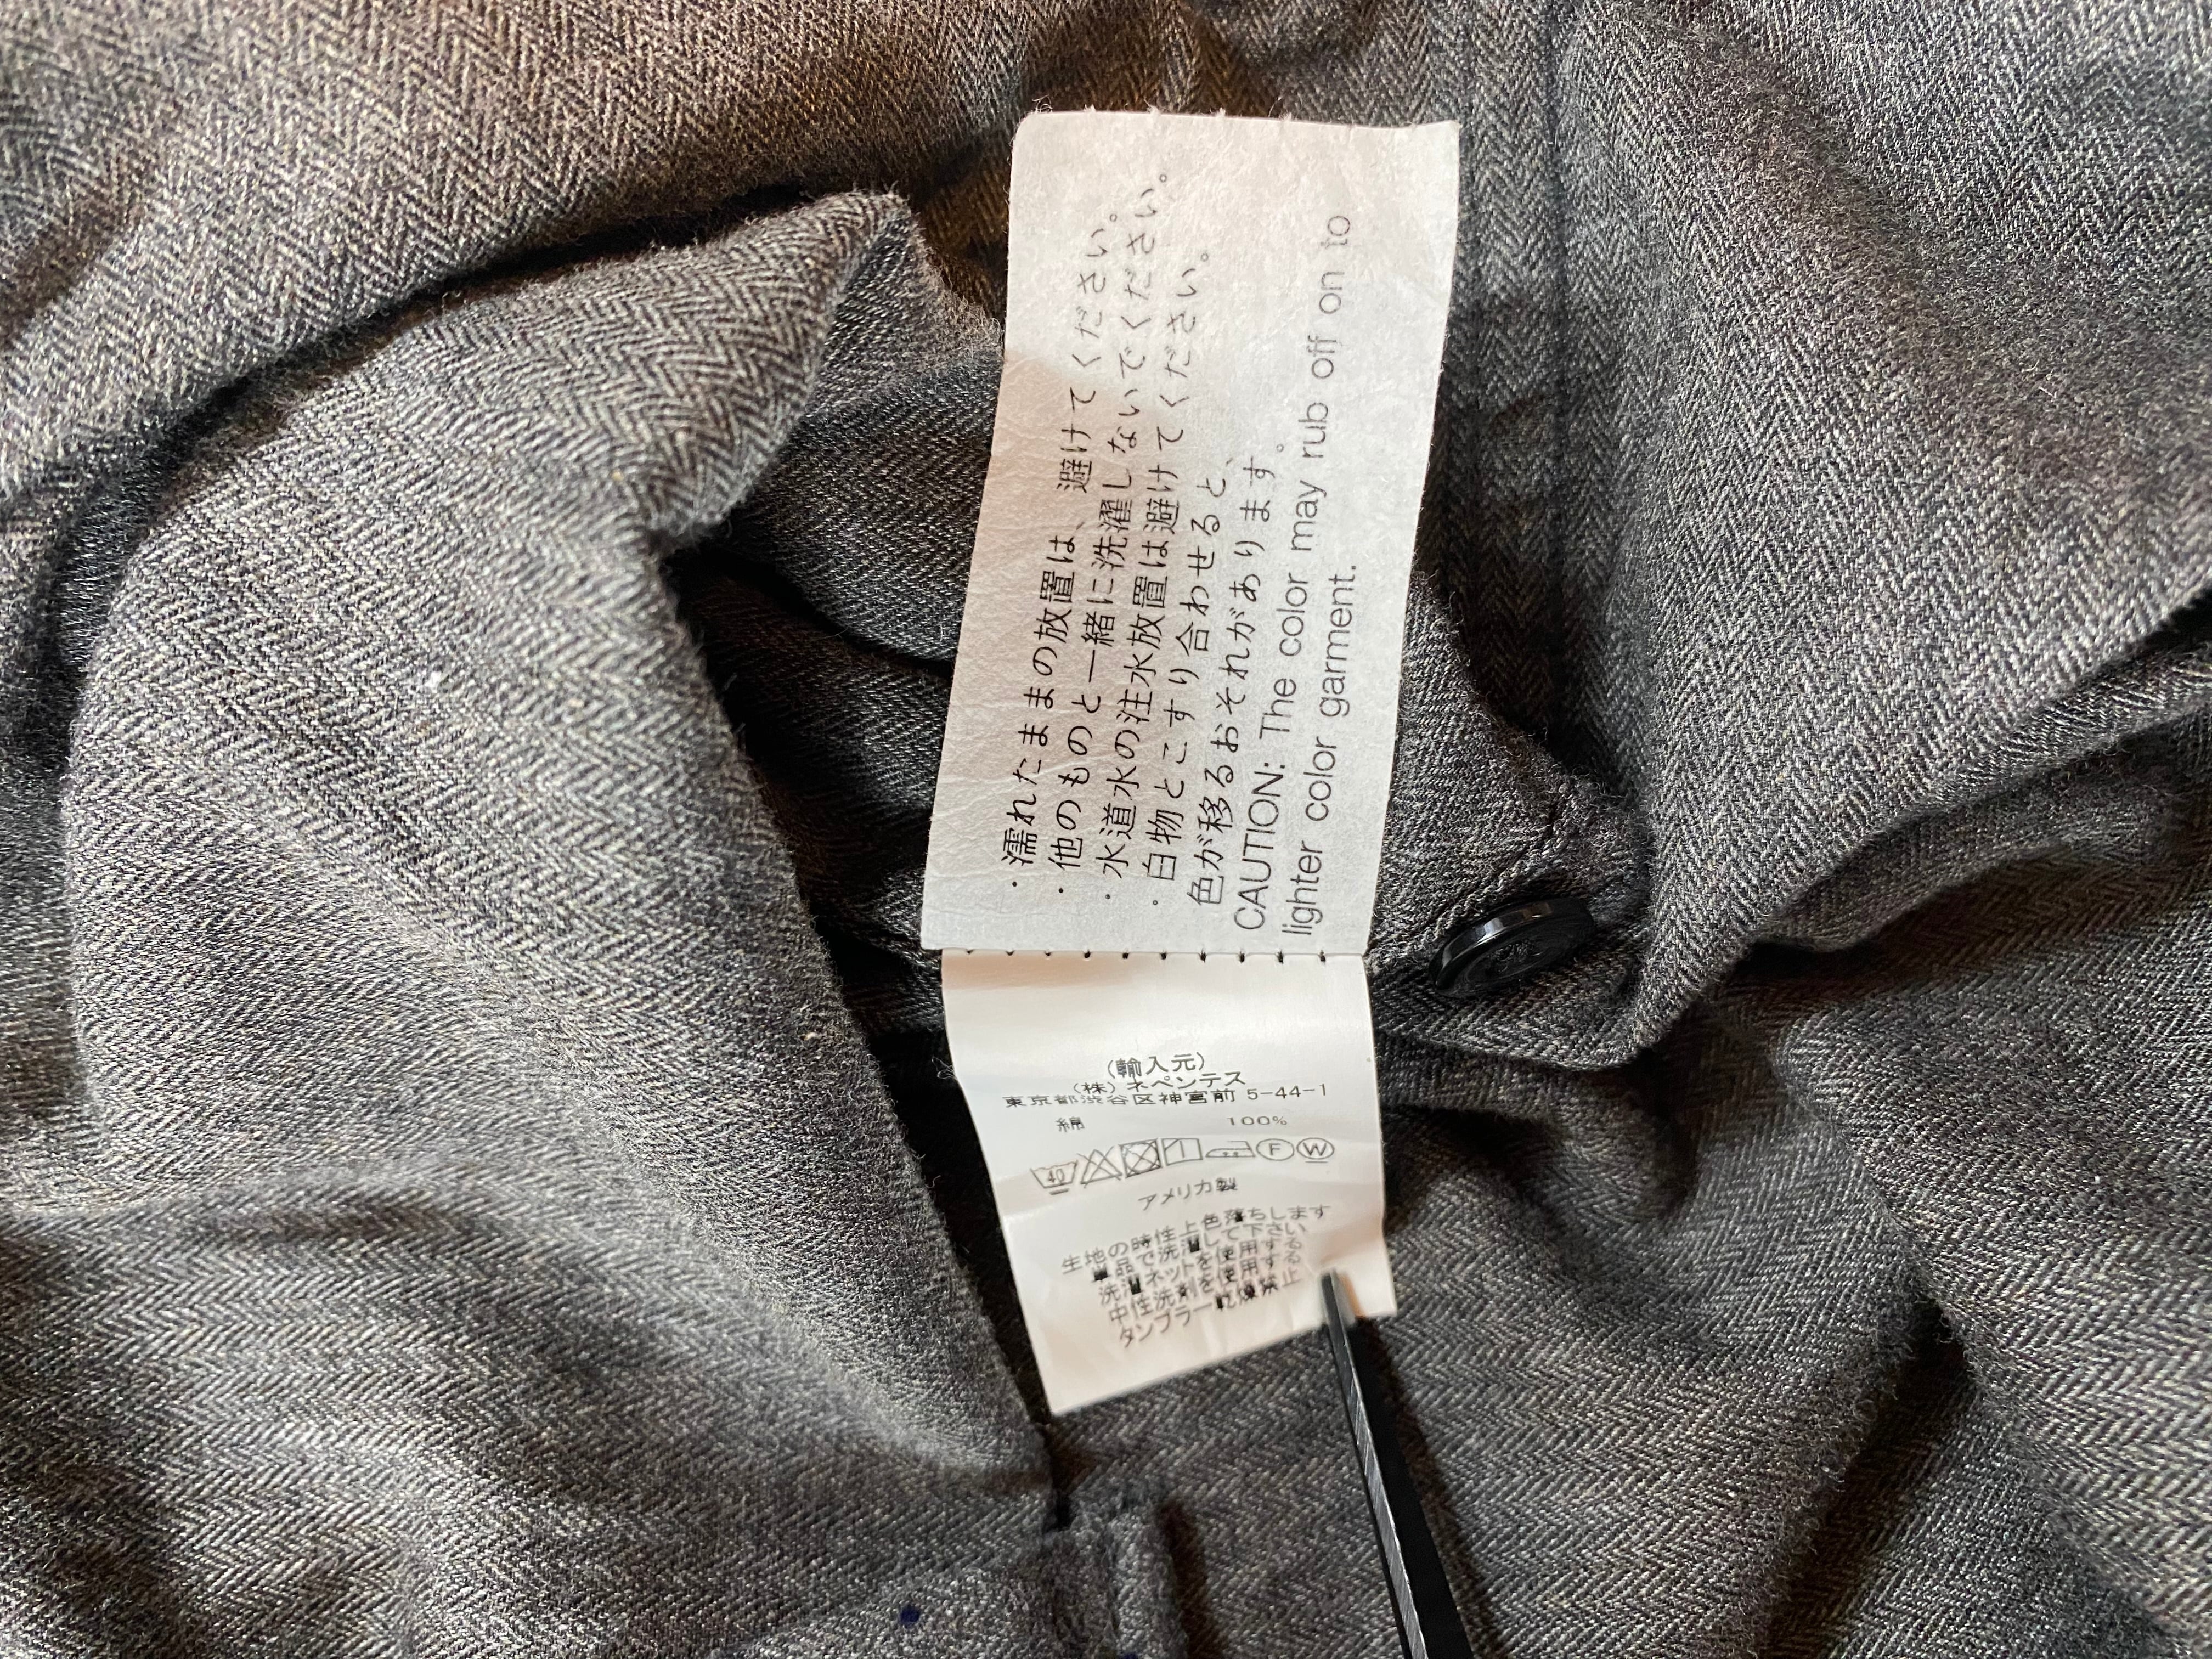 ・濡れたままの放置は、避けてください。
・他のものと一緒に洗濯しないでください。
・水道水の注水放置は避けてください。
・白物とこすり合わせると、
色が移るおそれがあります。
CAUTION: The color may rub off on to
lighter color garment.
(輸入元)
(株) ネペンテス
東京都渋谷区神宮前 5-44-1
綿 100%
40 F W
アメリカ製
生地の時性上色落ちします
単品で洗濯して下さい
洗濯ネットを使用する
中性洗剤を使用する
タンブラー乾燥禁止